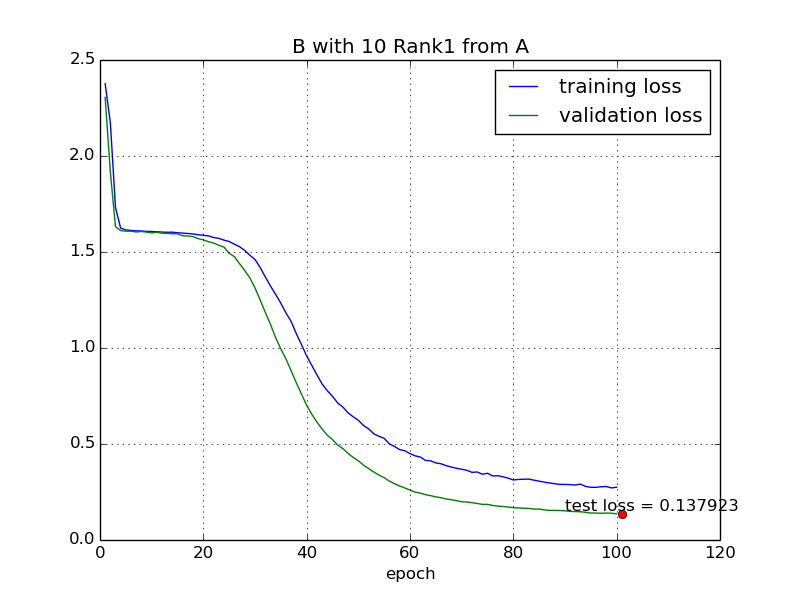 B with 10 Rank1 from A
2.5
2.0
1.5
1.0
0.5
0.0
training loss
validation loss
test loss = 0.137923
0 20 40 60 80 100 120
epoch